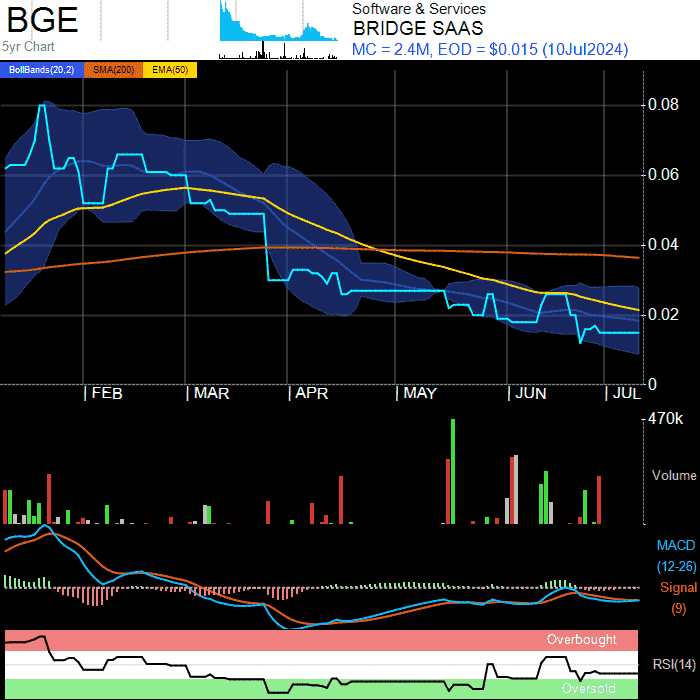 BGE
5yr Chart
Software & Services
BRIDGE SAAS
MC = 2.4M, EOD = $0.015 (10Jul2024)
BollBands(20,2) SMA(200) EMA(50)
0.08
0.06
0.04
0.02
0
FEB MAR APR MAY JUN JUL
470k
Volume
MACD
(12-26)
Signal
(9)
Overbought
RSI(14)
Oversold